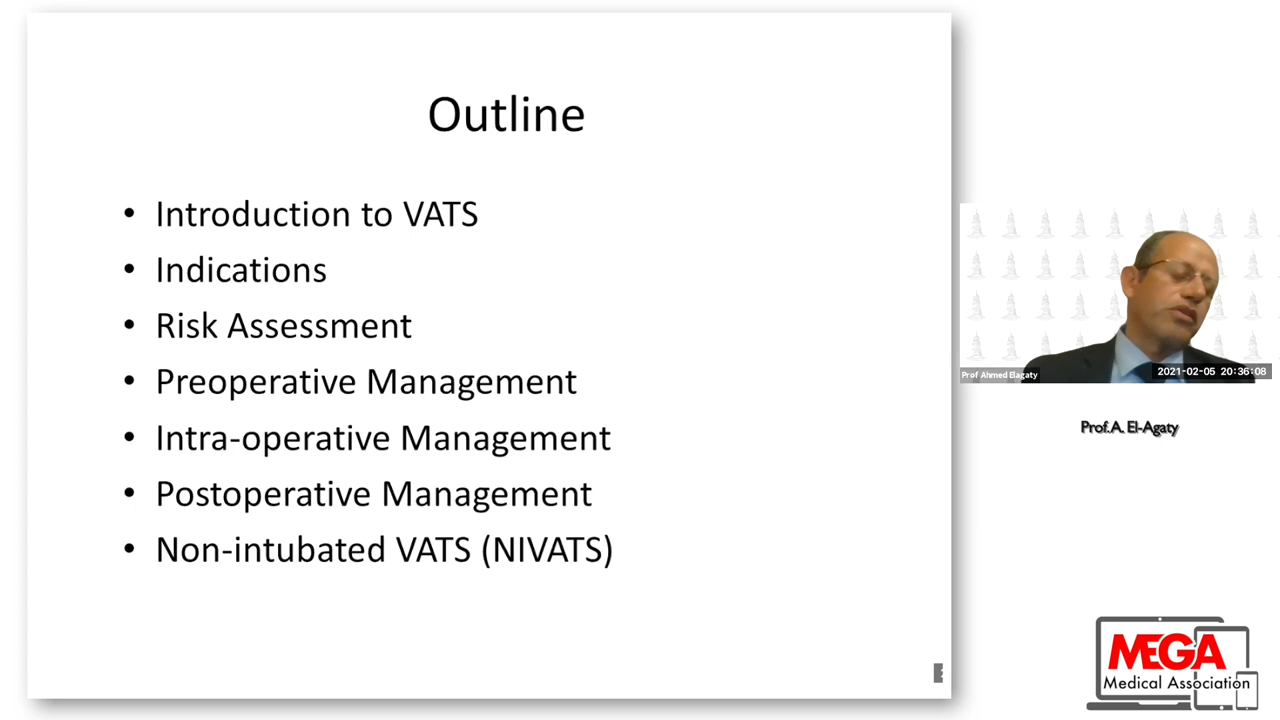 Outline
• Introduction to VATS
• Indications
• Risk Assessment
• Preoperative Management
• Intra-operative Management
• Postoperative Management
• Non-intubated VATS (NIVATS)
Prof Ahmed Elagaty
2021-02-05 20:36:08
Prof.A. El-Agaty
MEGA
Medical Association